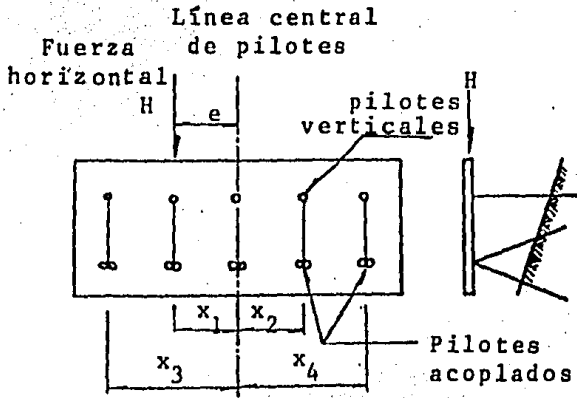 Línea central
de pilotes
Fuerza
horizontal
H
e
pilotes
verticales
H
x1
x2
x3
x4
Pilotes
acoplados